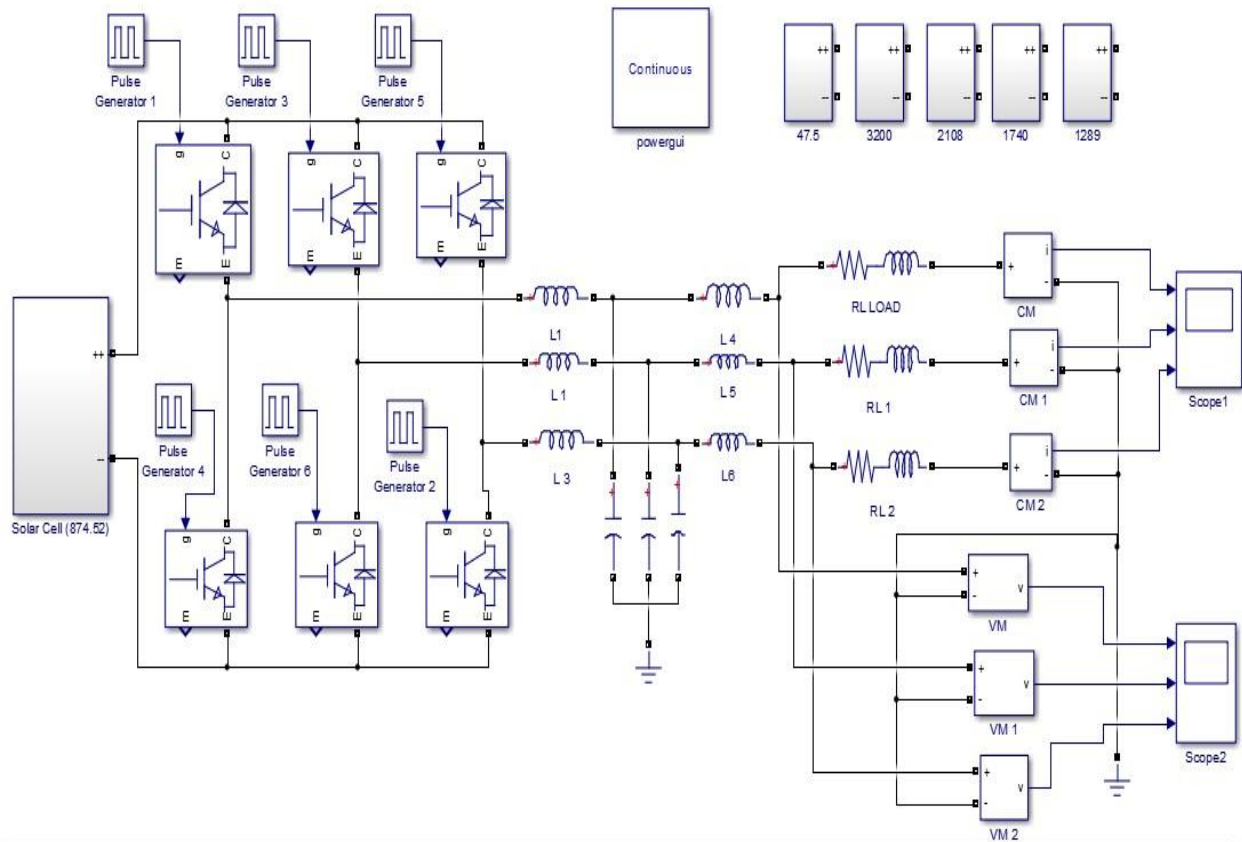 Pulse
Generator 1
Pulse
Generator 3
Pulse
Generator 5
Continuous
powergui
++
--
47.5
++
--
3200
++
--
2108
++
--
1740
++
--
1289
g
C
m
E
g
C
m
E
g
C
m
E
++
--
Solar Cell (874.52)
Pulse
Generator 4
Pulse
Generator 6
Pulse
Generator 2
g
C
m
E
g
C
m
E
g
C
m
E
+
L1
+
L 1
+
L 3
+
L 4
+
L 5
+
L6
+
+
+
+
RL LOAD
+
RL 1
+
RL 2
+
i
-
CM
+
i
-
CM 1
+
i
-
CM 2
Scope1
+
-
v
VM
+
-
v
VM 1
+
-
v
VM 2
Scope2